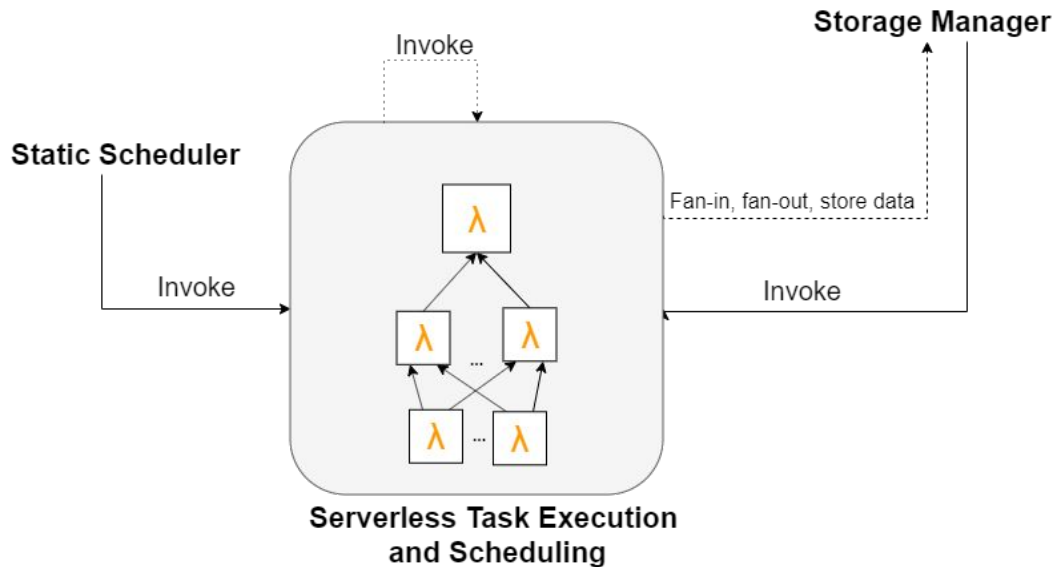 Storage Manager
Invoke
Static Scheduler
λ
Fan-in, fan-out, store data
Invoke
Invoke
λ
λ
...
λ
...
λ
Serverless Task Execution
and Scheduling